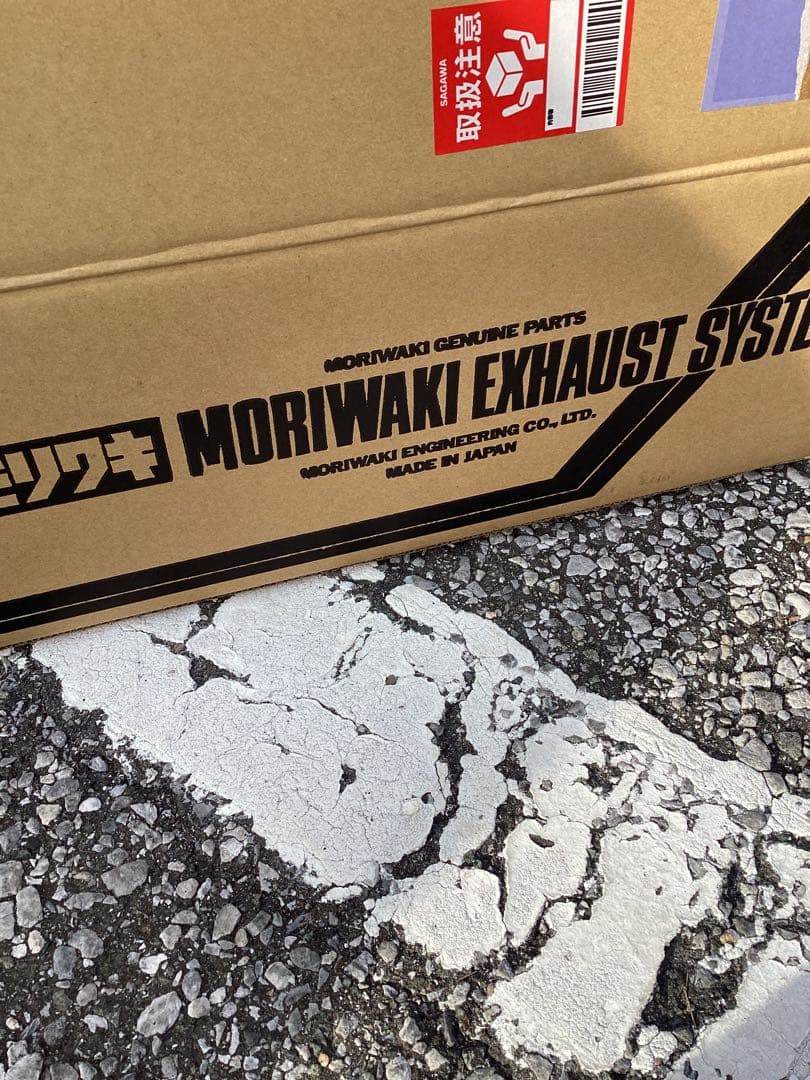 SAGAWA
取扱注意
MORIWAKI GENUINE PARTS
モリワキ MORIWAKI EXHAUST SYSTE
MORIWAKI ENGINEERING CO., LTD.
MADE IN JAPAN